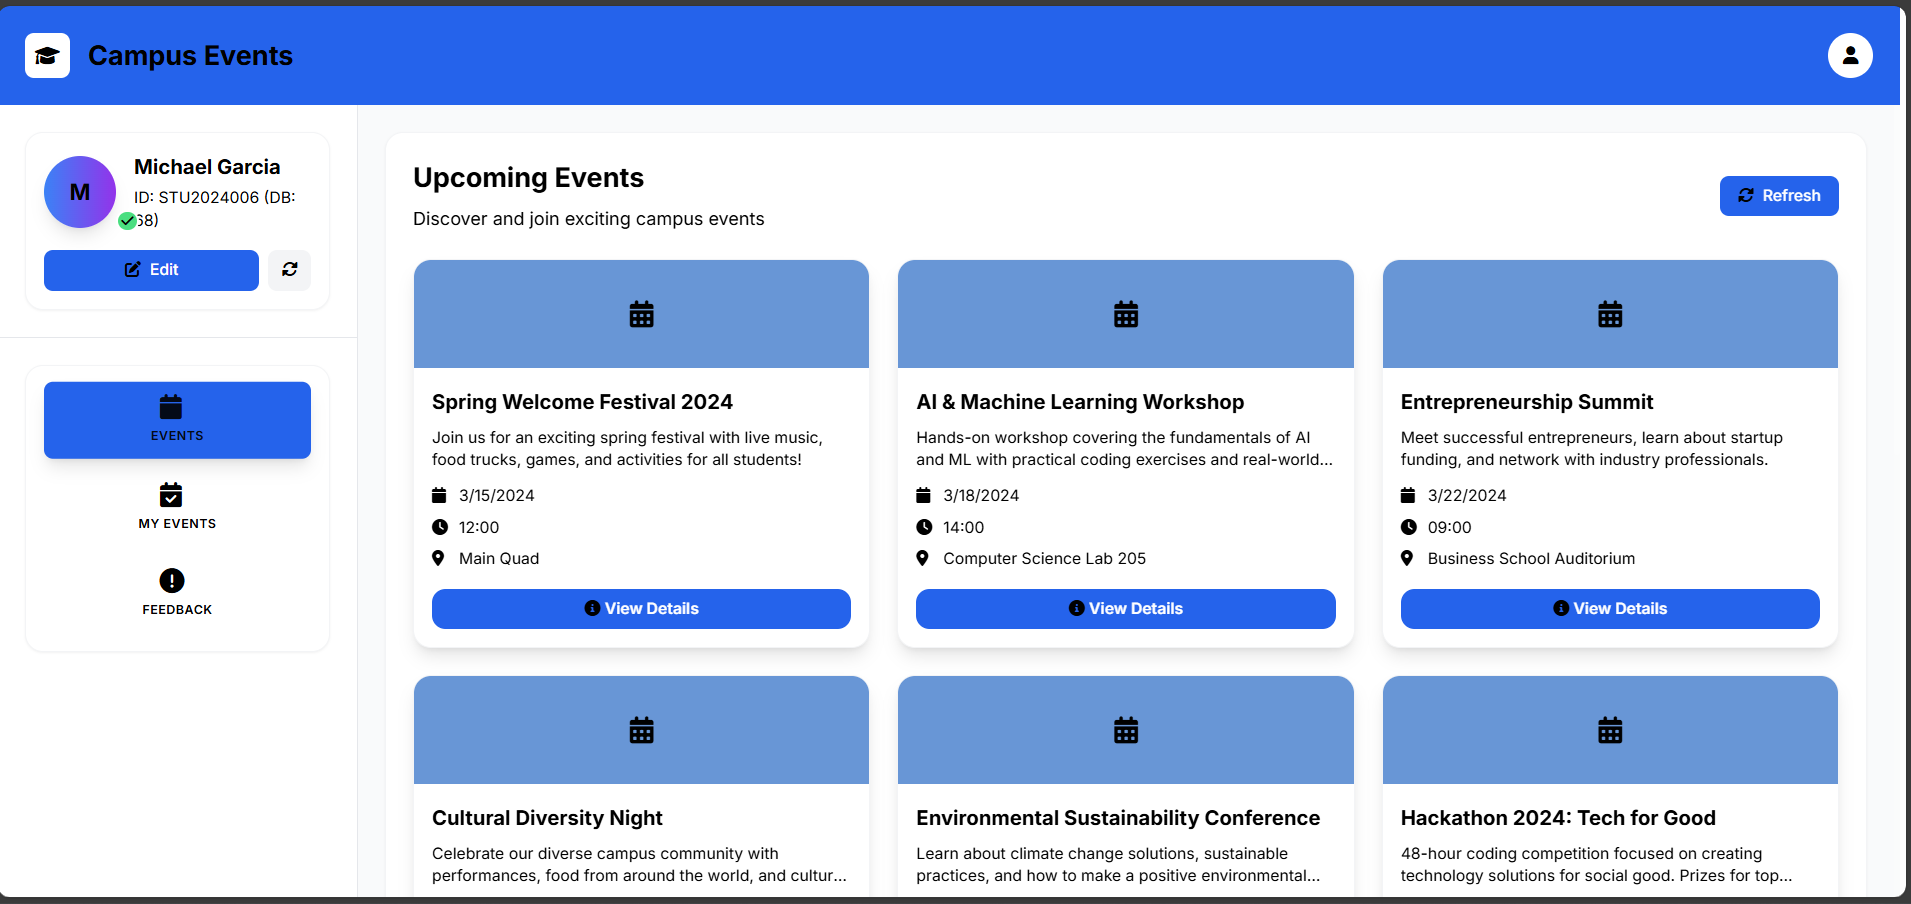 Campus Events
M
Michael Garcia
ID: STU2024006 (DB:
68)
Edit
EVENTS
MY EVENTS
FEEDBACK
Upcoming Events
Discover and join exciting campus events
Refresh
Spring Welcome Festival 2024
Join us for an exciting spring festival with live music,
food trucks, games, and activities for all students!
3/15/2024
12:00
Main Quad
View Details
AI & Machine Learning Workshop
Hands-on workshop covering the fundamentals of AI
and ML with practical coding exercises and real-world...
3/18/2024
14:00
Computer Science Lab 205
View Details
Entrepreneurship Summit
Meet successful entrepreneurs, learn about startup
funding, and network with industry professionals.
3/22/2024
09:00
Business School Auditorium
View Details
Cultural Diversity Night
Celebrate our diverse campus community with
performances, food from around the world, and cultur...
Environmental Sustainability Conference
Learn about climate change solutions, sustainable
practices, and how to make a positive environmental...
Hackathon 2024: Tech for Good
48-hour coding competition focused on creating
technology solutions for social good. Prizes for top...